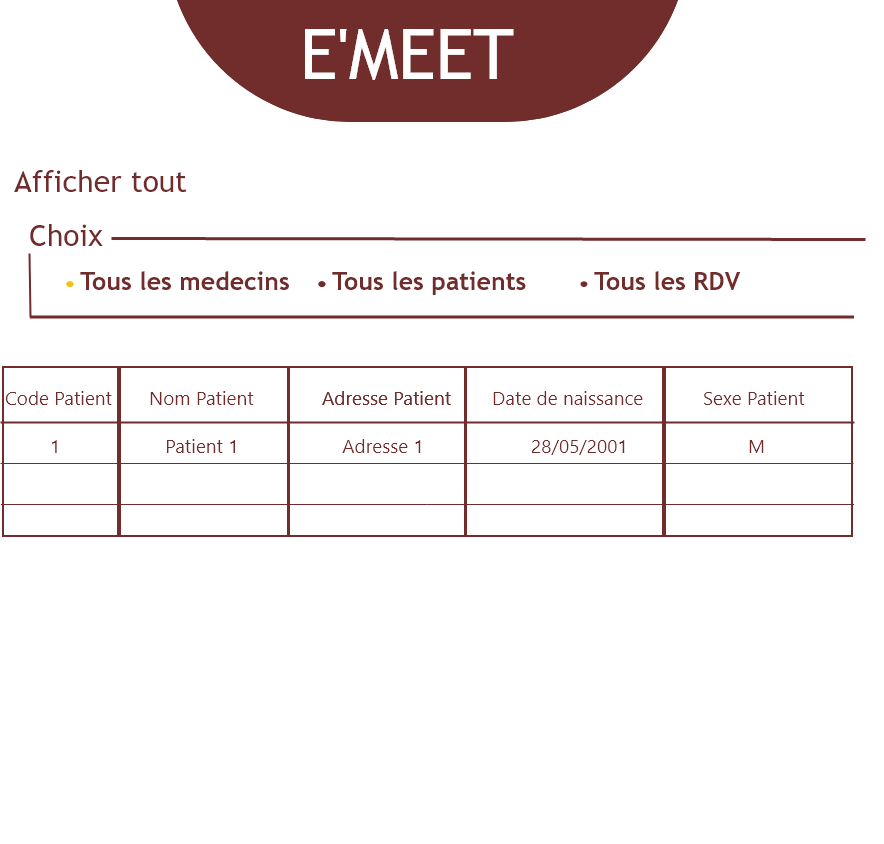 E'MEET
Afficher tout
Choix
• Tous les medecins • Tous les patients • Tous les RDV
Code Patient Nom Patient Adresse Patient Date de naissance Sexe Patient
1 Patient 1 Adresse 1 28/05/2001 M